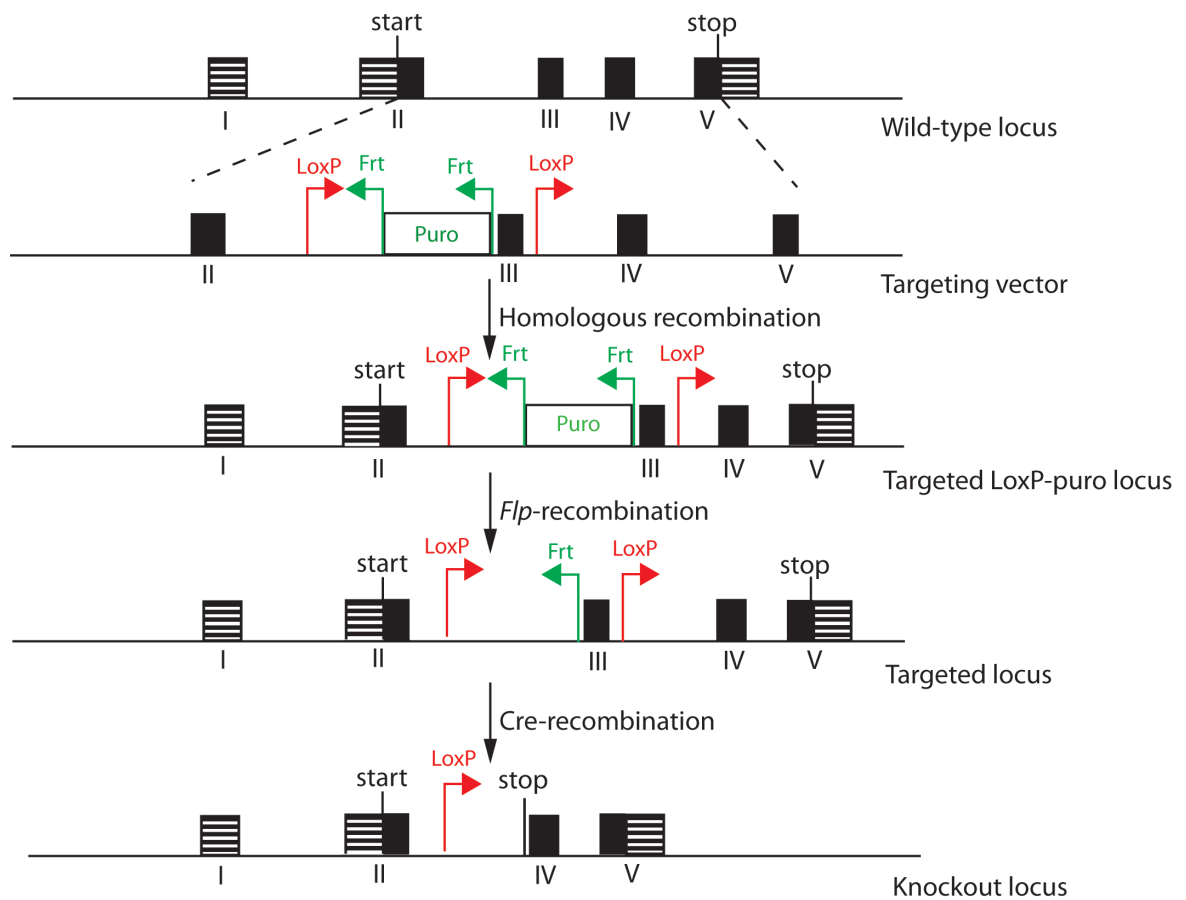 start stop
I II III IV V
Wild-type locus
LoxP Frt Frt LoxP
Puro
II III IV V
Targeting vector
Homologous recombination
LoxP Frt Frt LoxP
start stop
Puro
I II III IV V
Targeted LoxP-puro locus
Flp-recombination
LoxP Frt LoxP
start stop
I II III IV V
Targeted locus
Cre-recombination
LoxP
start stop
I II IV V
Knockout locus